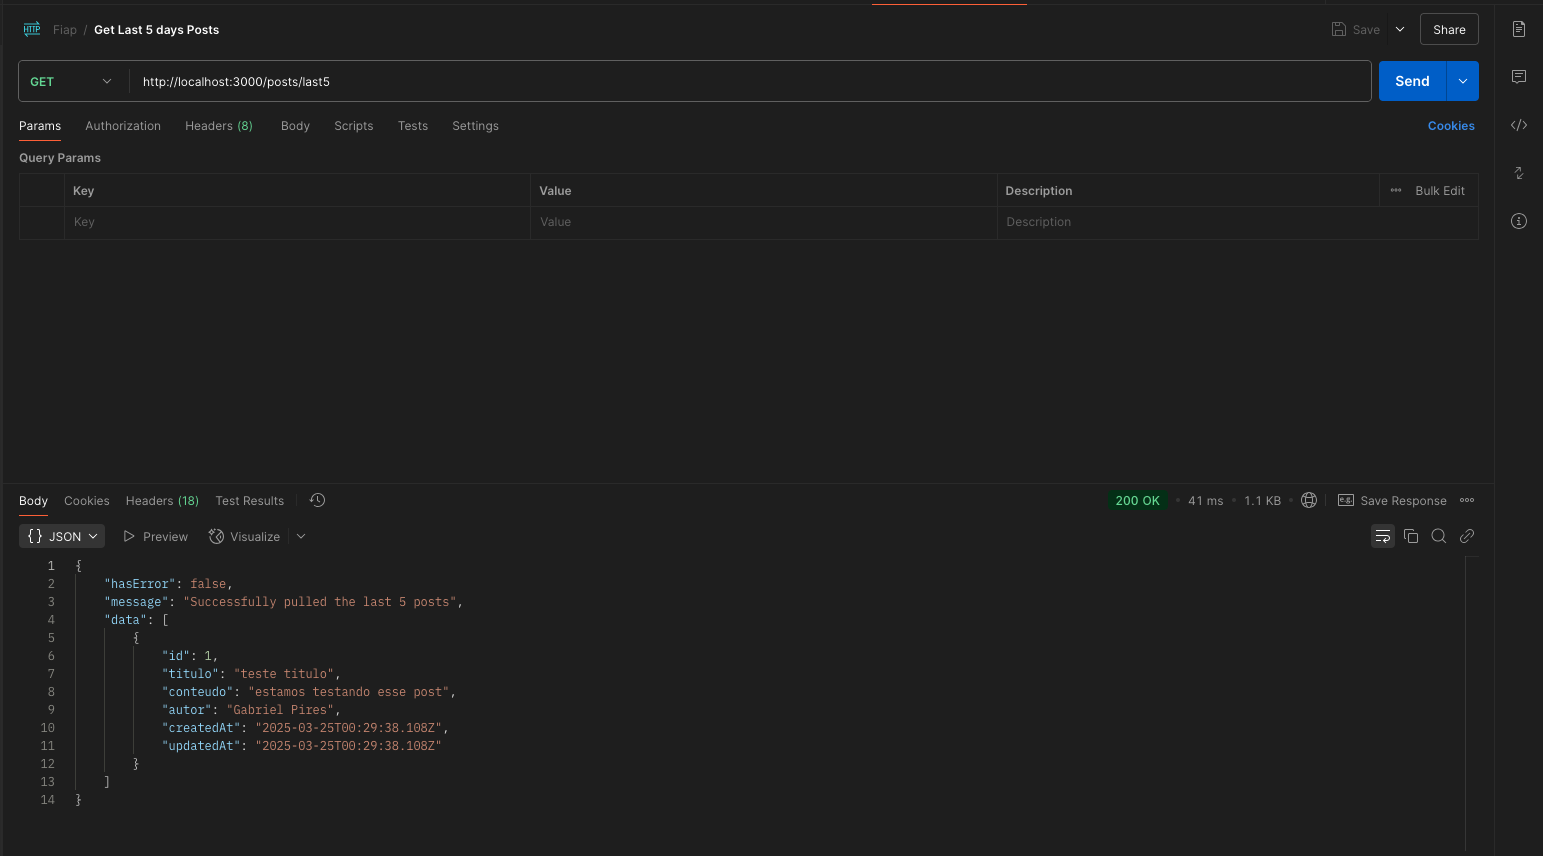 HTTP Fiap / Get Last 5 days Posts Save Share
GET http://localhost:3000/posts/last5 Send
Params Authorization Headers (8) Body Scripts Tests Settings Cookies
Query Params
Key Value Description Bulk Edit
Key Value Description
Body Cookies Headers (18) Test Results 200 OK • 41 ms • 1.1 KB • e.g. Save Response
{} JSON Preview Visualize
1 {
2 "hasError": false,
3 "message": "Successfully pulled the last 5 posts",
4 "data": [
5 {
6 "id": 1,
7 "titulo": "teste titulo",
8 "conteudo": "estamos testando esse post",
9 "autor": "Gabriel Pires",
10 "createdAt": "2025-03-25T00:29:38.108Z",
11 "updatedAt": "2025-03-25T00:29:38.108Z"
12 }
13 ]
14 }